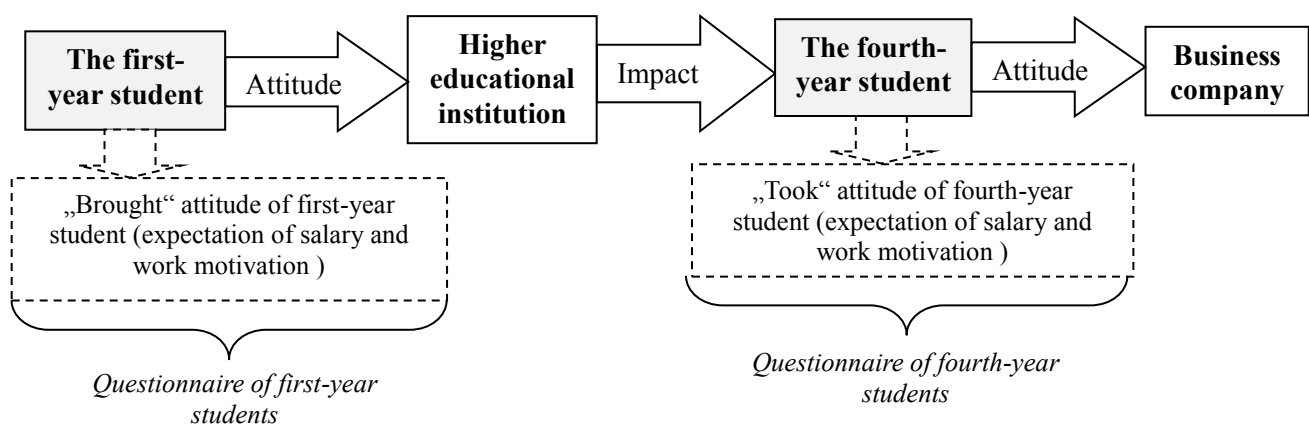 The first-
year student
Attitude
Higher
educational
institution
Impact
The fourth-
year student
Attitude
Business
company
„Brought“ attitude of first-year
student (expectation of salary and
work motivation )
„Took“ attitude of fourth-year
student (expectation of salary and
work motivation )
Questionnaire of first-year
students
Questionnaire of fourth-year
students